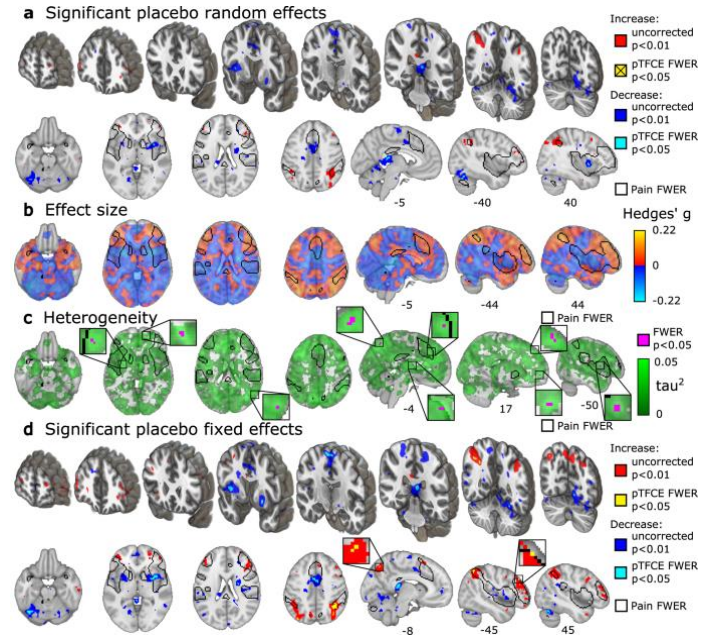 a Significant placebo random effects
Increase:
uncorrected
p<0.01
pTFCE FWER
p<0.05
Decrease:
uncorrected
p<0.01
pTFCE FWER
p<0.05
Pain FWER
-5
-40
40
b Effect size
Hedges' g
0.22
0
-0.22
-5
-44
44
c Heterogeneity
Pain FWER
FWER
p<0.05
0.05
tau²
0
-4
17
-50
Pain FWER
d Significant placebo fixed effects
Increase:
uncorrected
p<0.01
pTFCE FWER
p<0.05
Decrease:
uncorrected
p<0.01
pTFCE FWER
p<0.05
Pain FWER
-8
-45
45